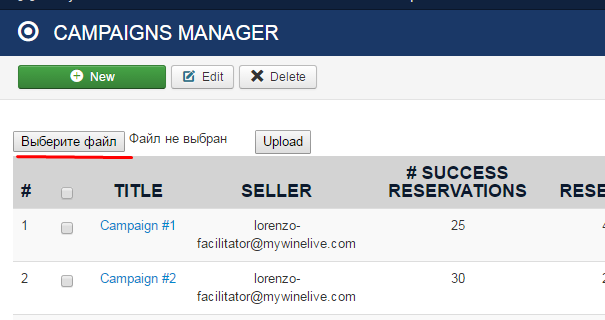 CAMPAIGNS MANAGER
New Edit Delete
Выберите файл Файл не выбран Upload
# TITLE SELLER # SUCCESS RESERVATIONS
1 Campaign #1 lorenzo-facilitator@mywinelive.com 25
2 Campaign #2 lorenzo-facilitator@mywinelive.com 30